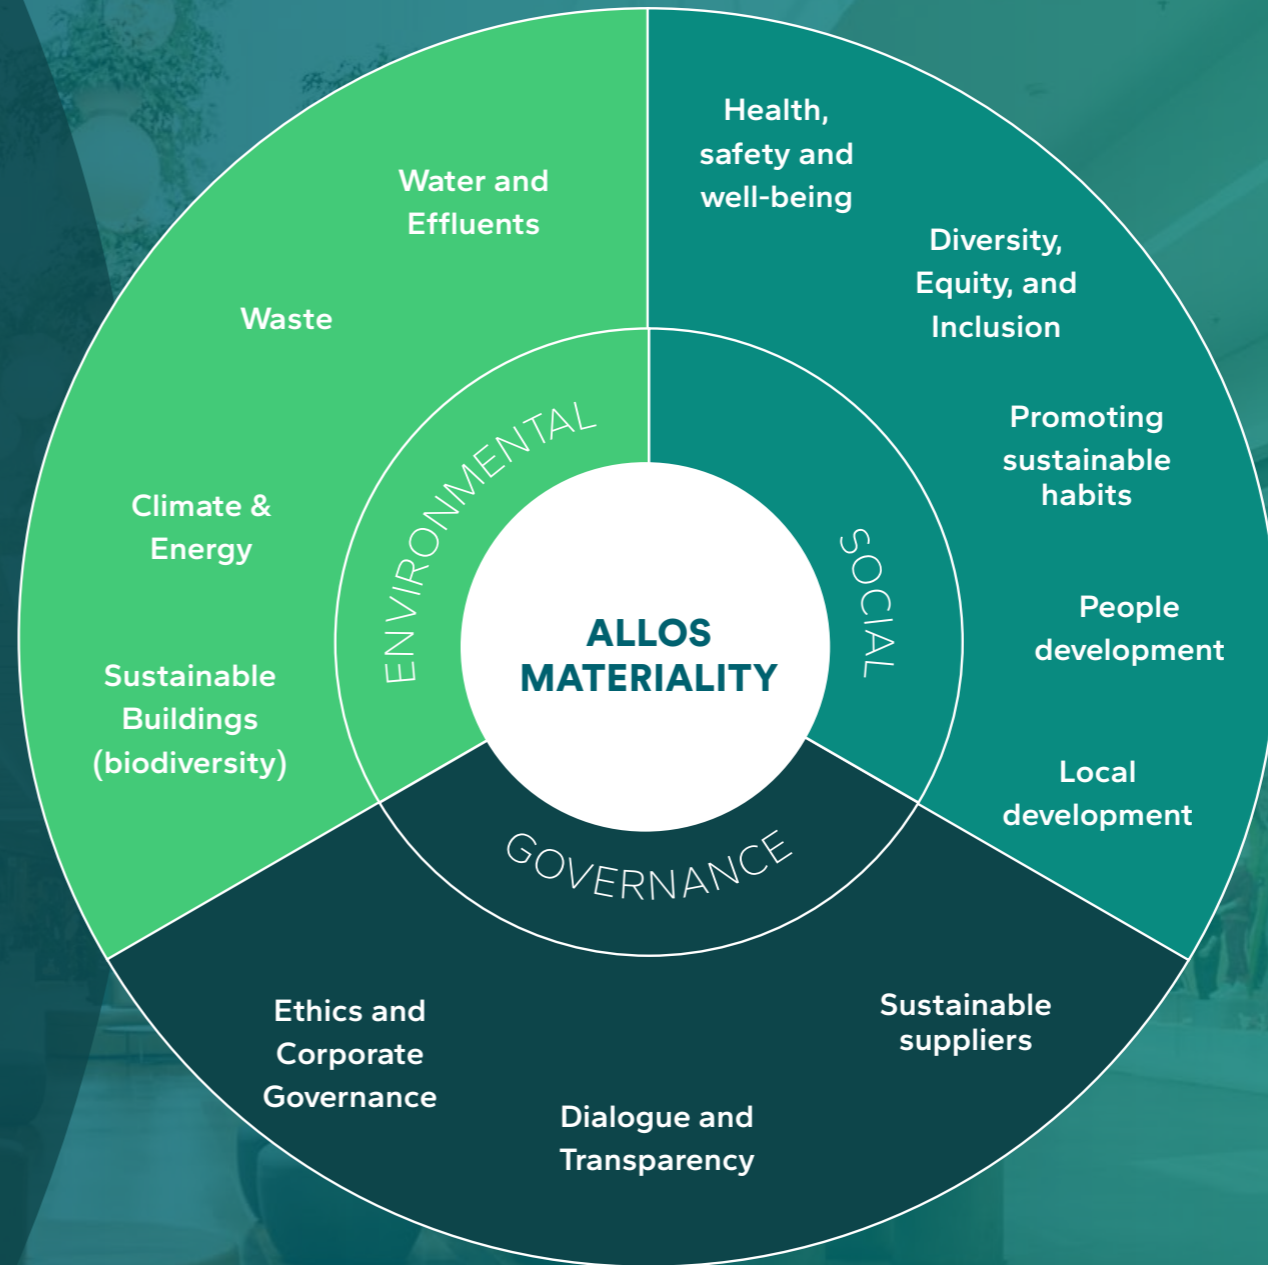 ALLOS
MATERIALITY
ENVIRONMENTAL
Water and
Effluents
Waste
Climate &
Energy
Sustainable
Buildings
(biodiversity)
SOCIAL
Health,
safety and
well-being
Diversity,
Equity, and
Inclusion
Promoting
sustainable
habits
People
development
Local
development
GOVERNANCE
Ethics and
Corporate
Governance
Dialogue and
Transparency
Sustainable
suppliers